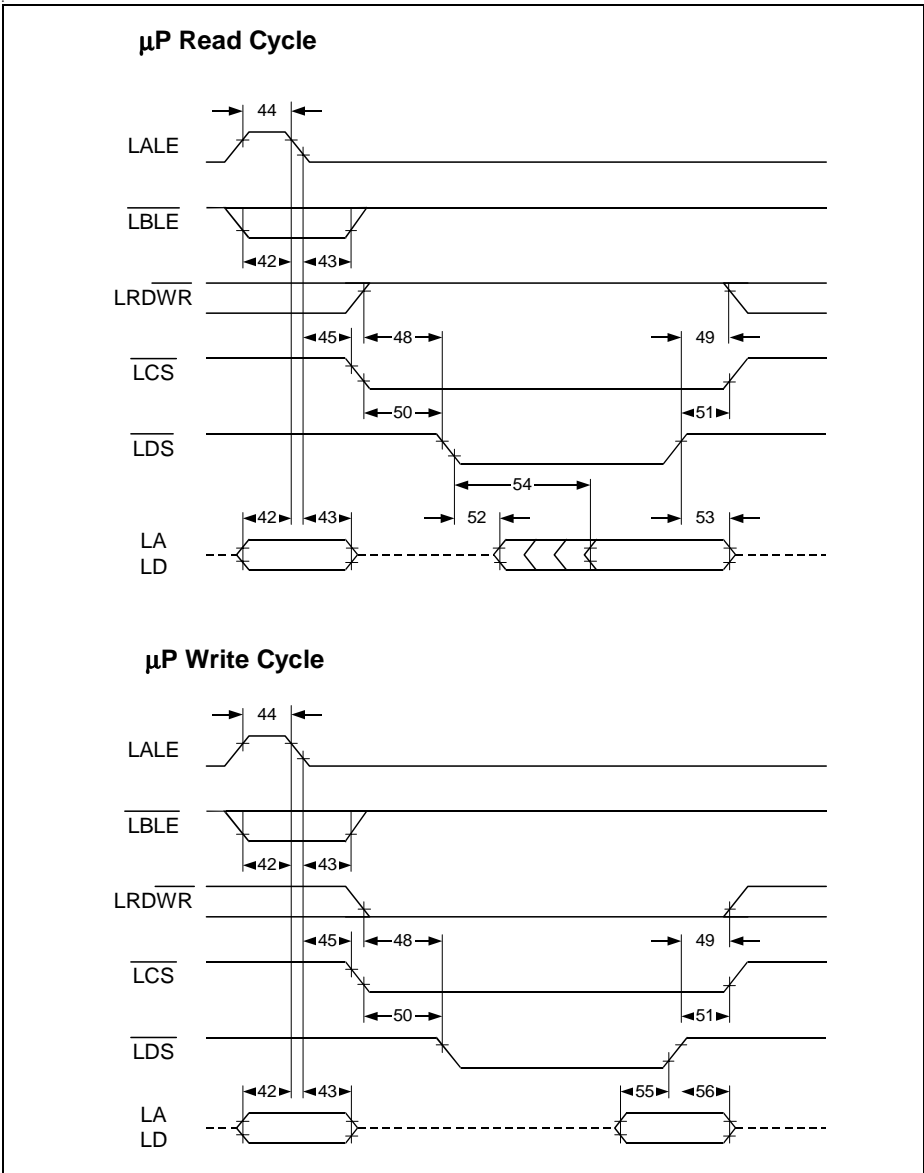 µP Read Cycle
44
LALE
LBLE
42 43
LRDWR
45 48 49
LCS
50 51
LDS
54
42 43 52 53
LA
LD
µP Write Cycle
44
LALE
LBLE
42 43
LRDWR
45 48 49
LCS
50 51
LDS
42 43 55 56
LA
LD